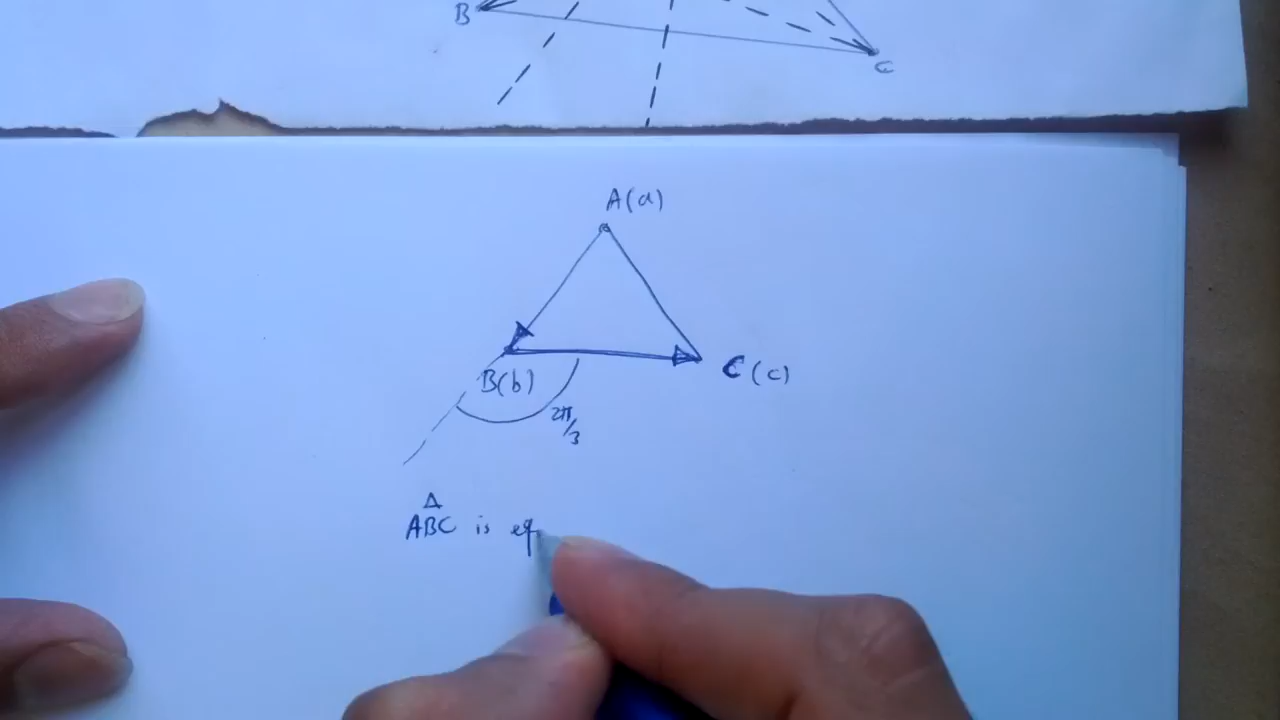 B
C
A(a)
B(b)
C(c)
2π/3
Δ
ABC is eq